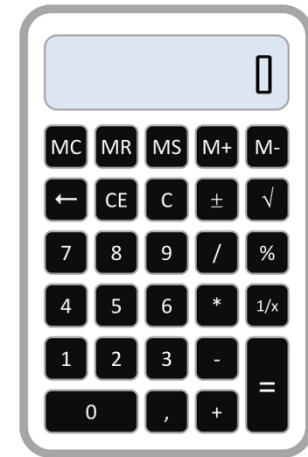 0
MC MR MS M+ M-
← CE C ± √
7 8 9 / %
4 5 6 * 1/x
1 2 3 - =
0 , +